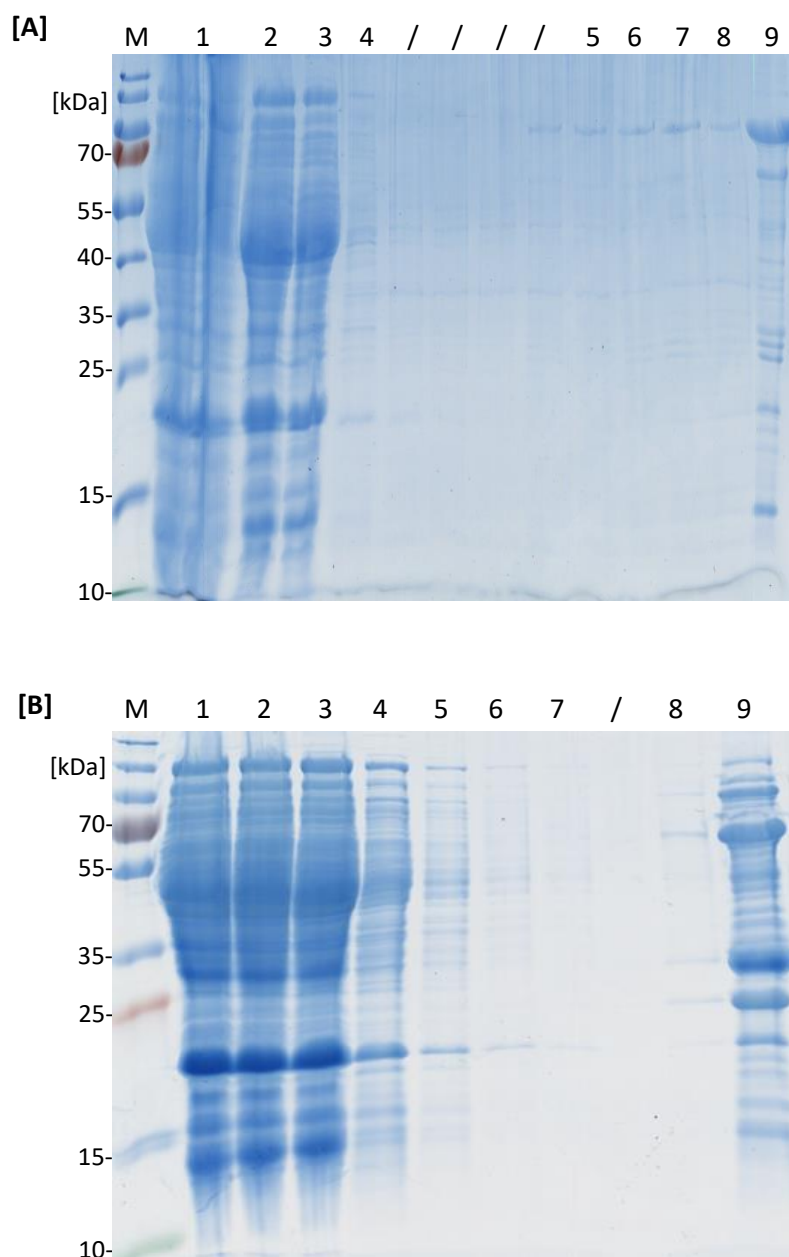 [A]
M 1 2 3 4 / / / / 5 6 7 8 9
[kDa]
70-
55-
40-
35-
25-
15-
10-
[B]
M 1 2 3 4 5 6 7 / 8 9
[kDa]
70-
55-
35-
25-
15-
10-